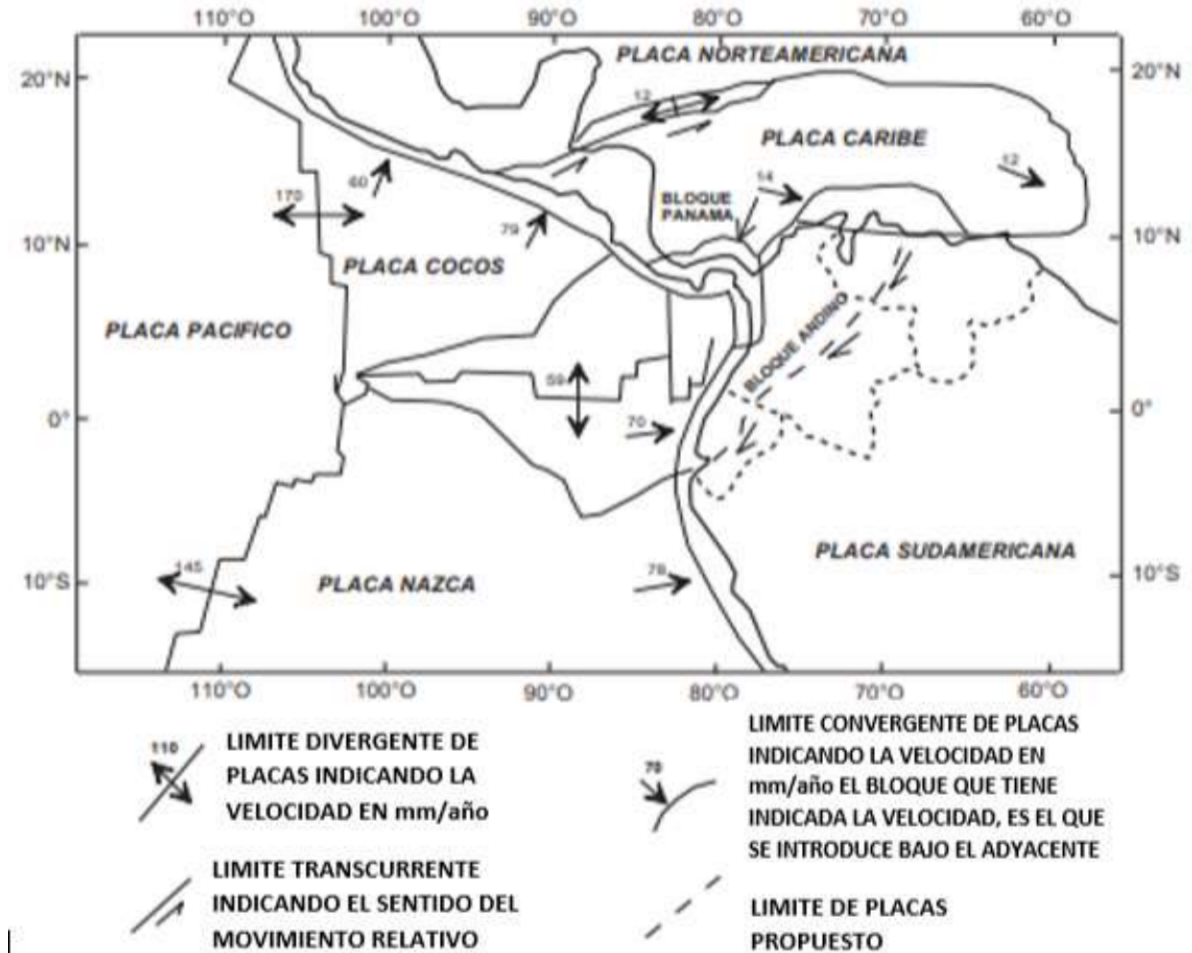 110°O 100°O 90°O 80°O 70°O 60°O
PLACA NORTEAMERICANA
20°N 20°N
12
PLACA CARIBE
12
14
60
170
BLOQUE
PANAMA
79
10°N 10°N
PLACA COCOS
PLACA PACIFICO
BLOQUE ANDINO
59
70
0° 0°
PLACA SUDAMERICANA
145
PLACA NAZCA
78
10°S 10°S
110°O 100°O 90°O 80°O 70°O 60°O
110
LIMITE DIVERGENTE DE
PLACAS INDICANDO LA
VELOCIDAD EN mm/año
LIMITE TRANSCURRENTE
INDICANDO EL SENTIDO DEL
MOVIMIENTO RELATIVO
70
LIMITE CONVERGENTE DE PLACAS
INDICANDO LA VELOCIDAD EN
mm/año EL BLOQUE QUE TIENE
INDICADA LA VELOCIDAD, ES EL QUE
SE INTRODUCE BAJO EL ADYACENTE
LIMITE DE PLACAS
PROPUESTO